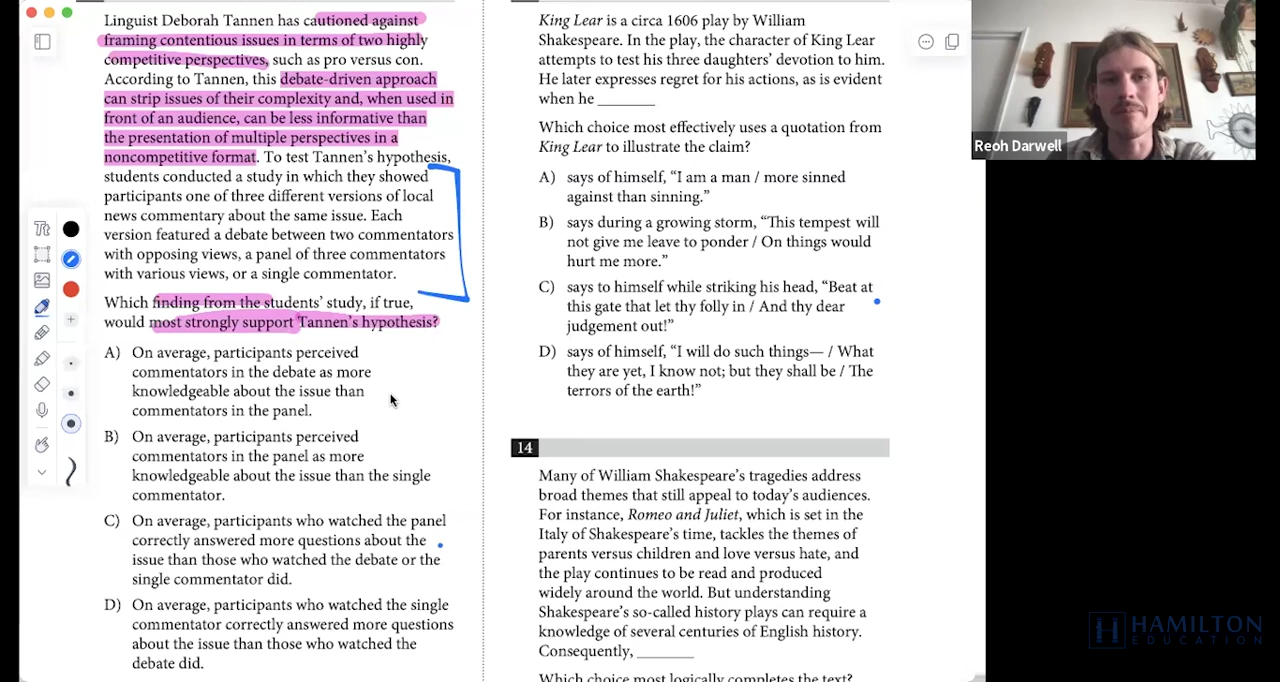 Linguist Deborah Tannen has cautioned against
framing contentious issues in terms of two highly
competitive perspectives, such as pro versus con.
According to Tannen, this debate-driven approach
can strip issues of their complexity and, when used in
front of an audience, can be less informative than
the presentation of multiple perspectives in a
noncompetitive format. To test Tannen's hypothesis,
students conducted a study in which they showed
participants one of three different versions of local
news commentary about the same issue. Each
version featured a debate between two commentators
with opposing views, a panel of three commentators
with various views, or a single commentator.
Which finding from the students' study, if true,
would most strongly support Tannen's hypothesis?
A) On average, participants perceived
commentators in the debate as more
knowledgeable about the issue than
commentators in the panel.
B) On average, participants perceived
commentators in the panel as more
knowledgeable about the issue than the single
commentator.
C) On average, participants who watched the panel
correctly answered more questions about the
issue than those who watched the debate or the
single commentator did.
D) On average, participants who watched the single
commentator correctly answered more questions
about the issue than those who watched the
debate did.
King Lear is a circa 1606 play by William
Shakespeare. In the play, the character of King Lear
attempts to test his three daughters' devotion to him.
He later expresses regret for his actions, as is evident
when he ______
Which choice most effectively uses a quotation from
King Lear to illustrate the claim?
A) says of himself, “I am a man / more sinned
against than sinning.”
B) says during a growing storm, “This tempest will
not give me leave to ponder / On things would
hurt me more.”
C) says to himself while striking his head, “Beat at
this gate that let thy folly in / And thy dear
judgement out!”
D) says of himself, “I will do such things— / What
they are yet, I know not; but they shall be / The
terrors of the earth!”
14
Many of William Shakespeare's tragedies address
broad themes that still appeal to today's audiences.
For instance, Romeo and Juliet, which is set in the
Italy of Shakespeare's time, tackles the themes of
parents versus children and love versus hate, and
the play continues to be read and produced
widely around the world. But understanding
Shakespeare's so-called history plays can require a
knowledge of several centuries of English history.
Consequently, ______
Which choice most logically completes the text?
Tt
Reoh Darwell
HAMILTON
EDUCATION